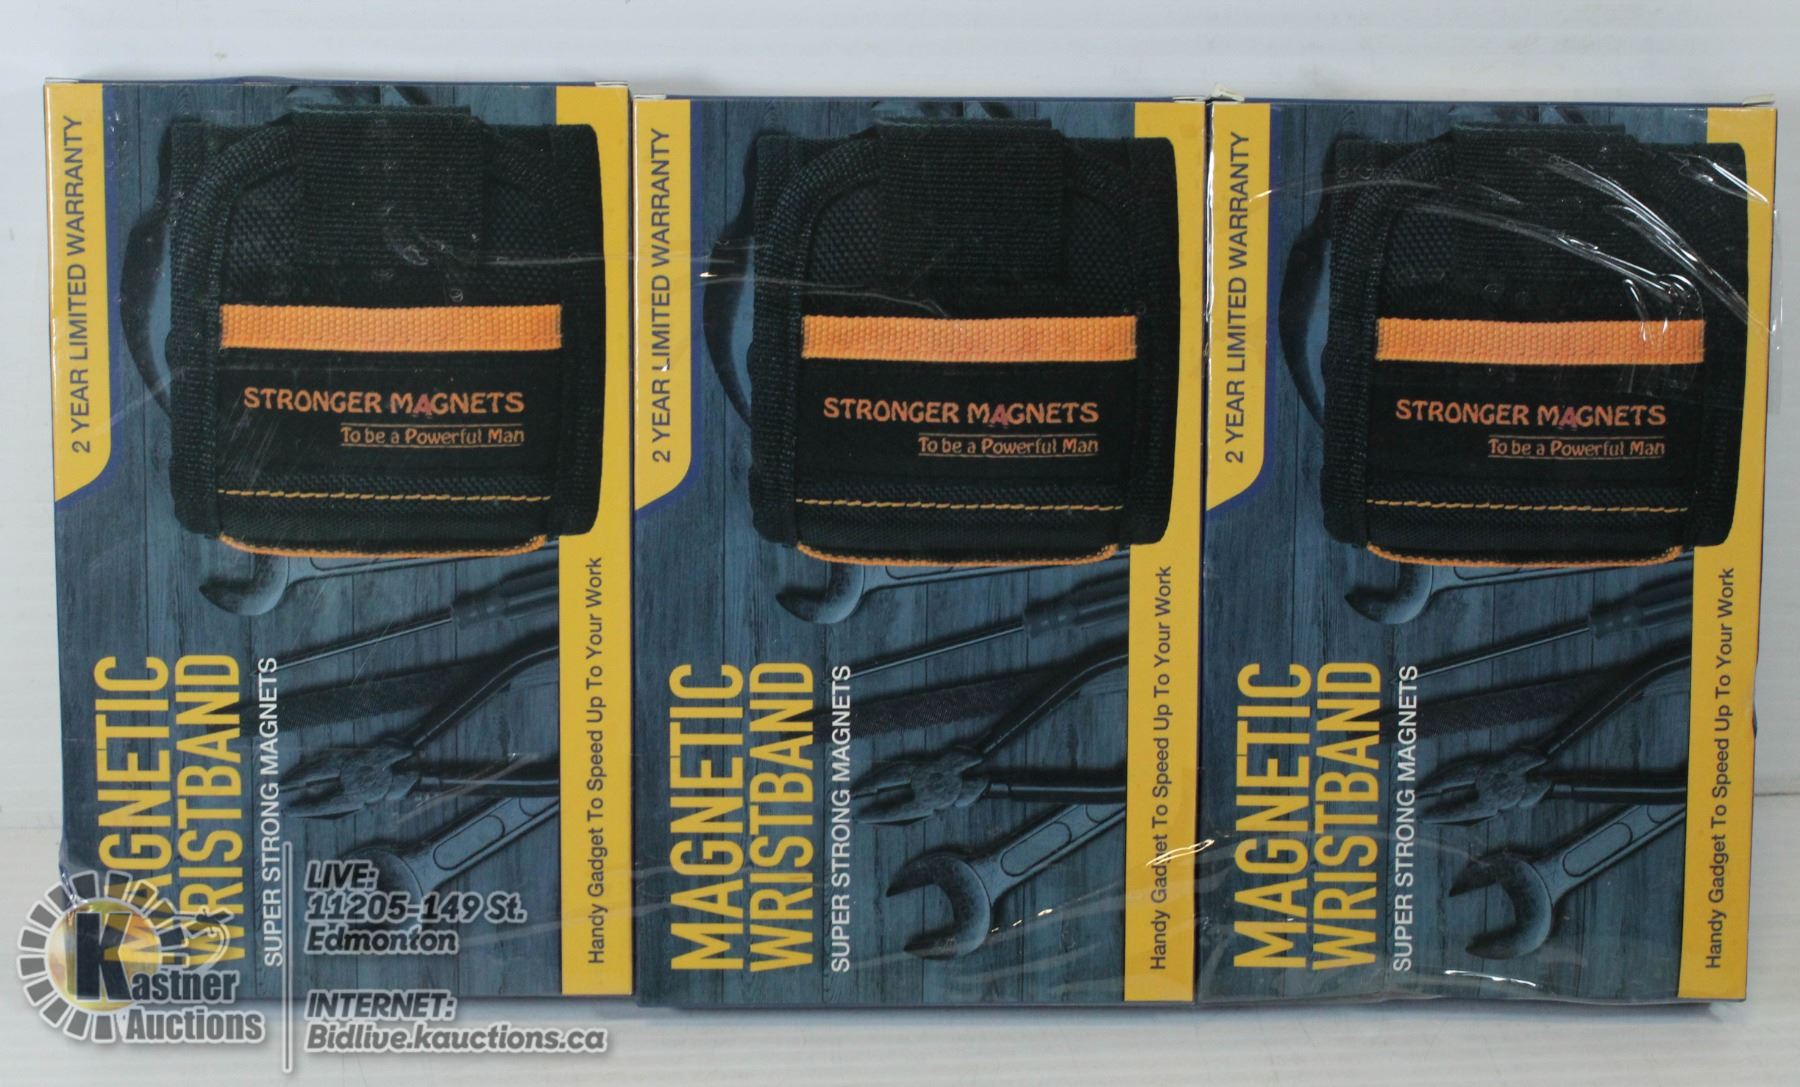 2 YEAR LIMITED WARRANTY
STRONGER MAGNETS
To be a Powerful Man
MAGNETIC
WRISTBAND
SUPER STRONG MAGNETS
Handy Gadget To Speed Up To Your Work
2 YEAR LIMITED WARRANTY
STRONGER MAGNETS
To be a Powerful Man
MAGNETIC
WRISTBAND
SUPER STRONG MAGNETS
Handy Gadget To Speed Up To Your Work
2 YEAR LIMITED WARRANTY
STRONGER MAGNETS
To be a Powerful Man
MAGNETIC
WRISTBAND
SUPER STRONG MAGNETS
Handy Gadget To Speed Up To Your Work
Kastner
Auctions
LIVE:
11205-149 St.
Edmonton
INTERNET:
Bidlive.kauctions.ca